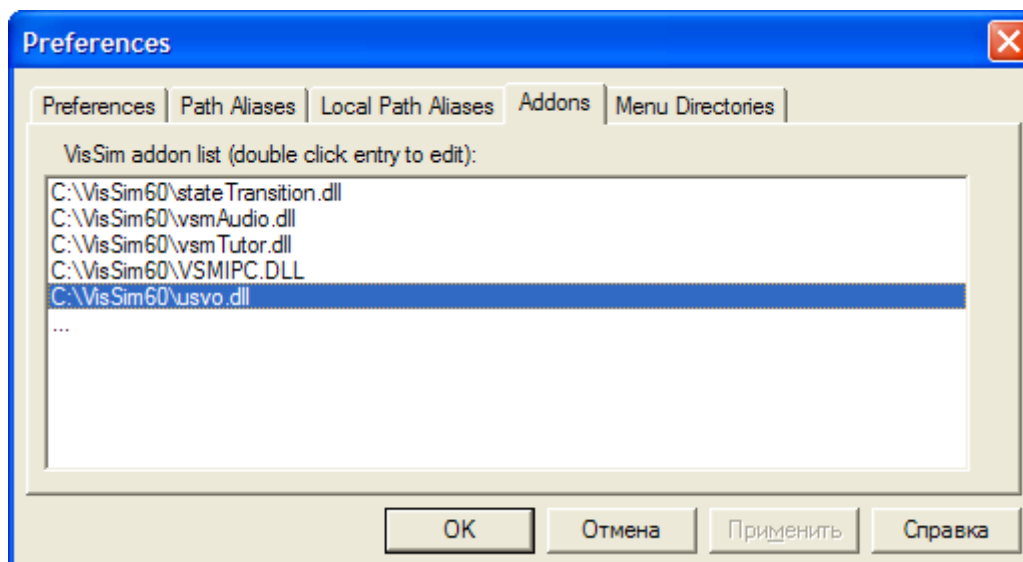 Preferences
Preferences Path Aliases Local Path Aliases Addons Menu Directories
VisSim addon list (double click entry to edit):
C:\VisSim60\stateTransition.dll
C:\VisSim60\vsmAudio.dll
C:\VisSim60\vsmTutor.dll
C:\VisSim60\VSMIPC.DLL
C:\VisSim60\usvo.dll
...
OK Отмена Применить Справка